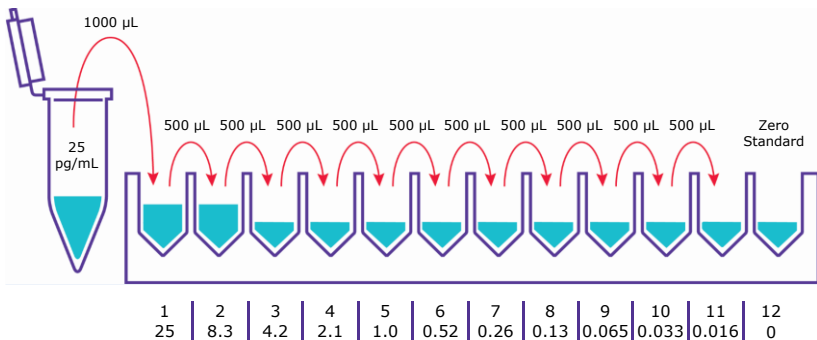 1000 µL
500 µL 500 µL 500 µL 500 µL 500 µL 500 µL 500 µL 500 µL 500 µL 500 µL
Zero
Standard
25
pg/mL
1 2 3 4 5 6 7 8 9 10 11 12
25 8.3 4.2 2.1 1.0 0.52 0.26 0.13 0.065 0.033 0.016 0